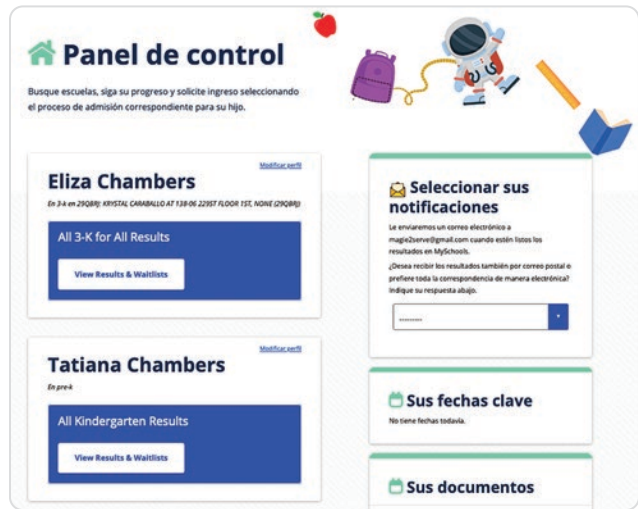 Panel de control
Busque escuelas, siga su progreso y solicite ingreso seleccionando
el proceso de admisión correspondiente para su hijo.
Modificar perfil
Eliza Chambers
En 3-k en 29QBRJ: KRYSTAL CARABALLO AT 138-06 229ST FLOOR 1ST, NONE (29QBRJ)
All 3-K for All Results
View Results & Waitlists
Modificar perfil
Tatiana Chambers
En pre-k
All Kindergarten Results
View Results & Waitlists
Seleccionar sus
notificaciones
Le enviaremos un correo electrónico a
magie2serve@gmail.com cuando estén listos los
resultados en MySchools.
¿Desea recibir los resultados también por correo postal o
prefiere toda la correspondencia de manera electrónica?
Indique su respuesta abajo.
---------
Sus fechas clave
No tiene fechas todavía.
Sus documentos